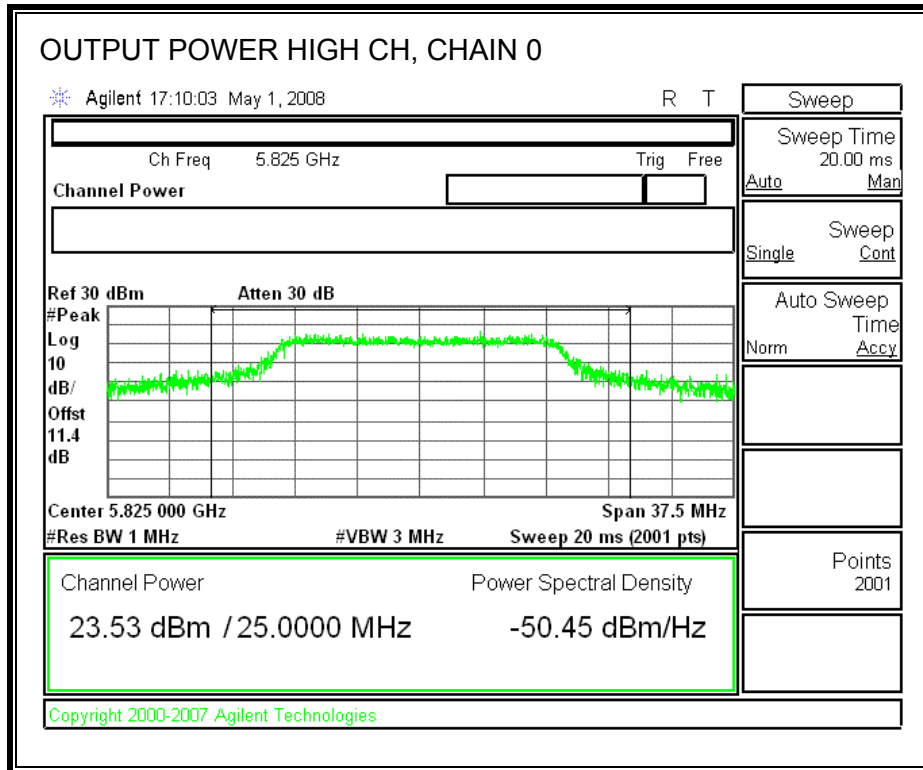 OUTPUT POWER HIGH CH, CHAIN 0
Agilent 17:10:03 May 1, 2008 R T
Sweep
Ch Freq 5.825 GHz Trig Free
Channel Power
Sweep Time
20.00 ms
Auto Man
Sweep
Single Cont
Auto Sweep
Time
Norm Accy
Ref 30 dBm Atten 30 dB
#Peak
Log
10
dB/
Offst
11.4
dB
Center 5.825 000 GHz Span 37.5 MHz
#Res BW 1 MHz #VBW 3 MHz Sweep 20 ms (2001 pts)
Points
2001
Channel Power Power Spectral Density
23.53 dBm / 25.0000 MHz -50.45 dBm/Hz
Copyright 2000-2007 Agilent Technologies